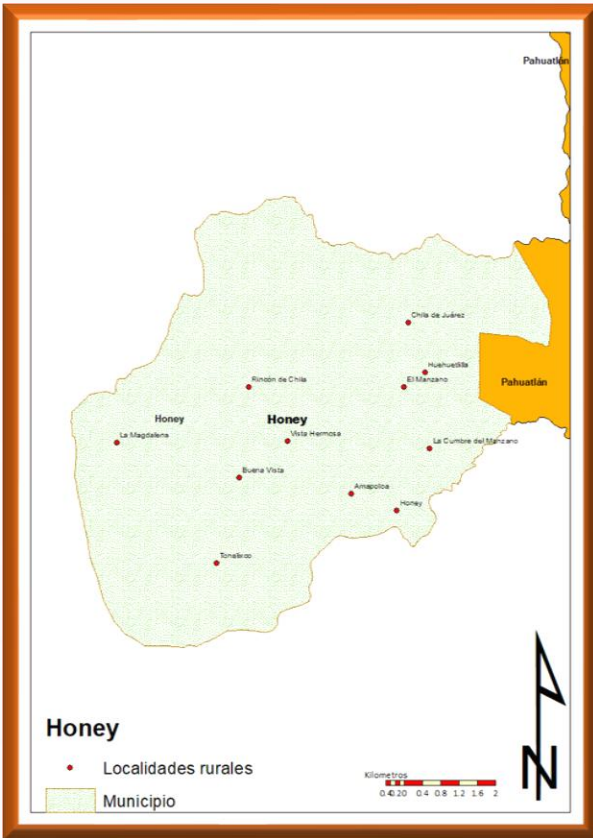 Pahuatlán
Chila de Juárez
Huehuetlilla
Rincón de Chila
El Manzano
Pahuatlán
Honey
Honey
La Magdalena
Vista Hermosa
La Cumbre del Manzano
Buena Vista
Amapoloa
Honey
Tonalixco
Honey
Localidades rurales
Municipio
Kilometros
0.4 0.2 0 0.4 0.8 1.2 1.6 2
N